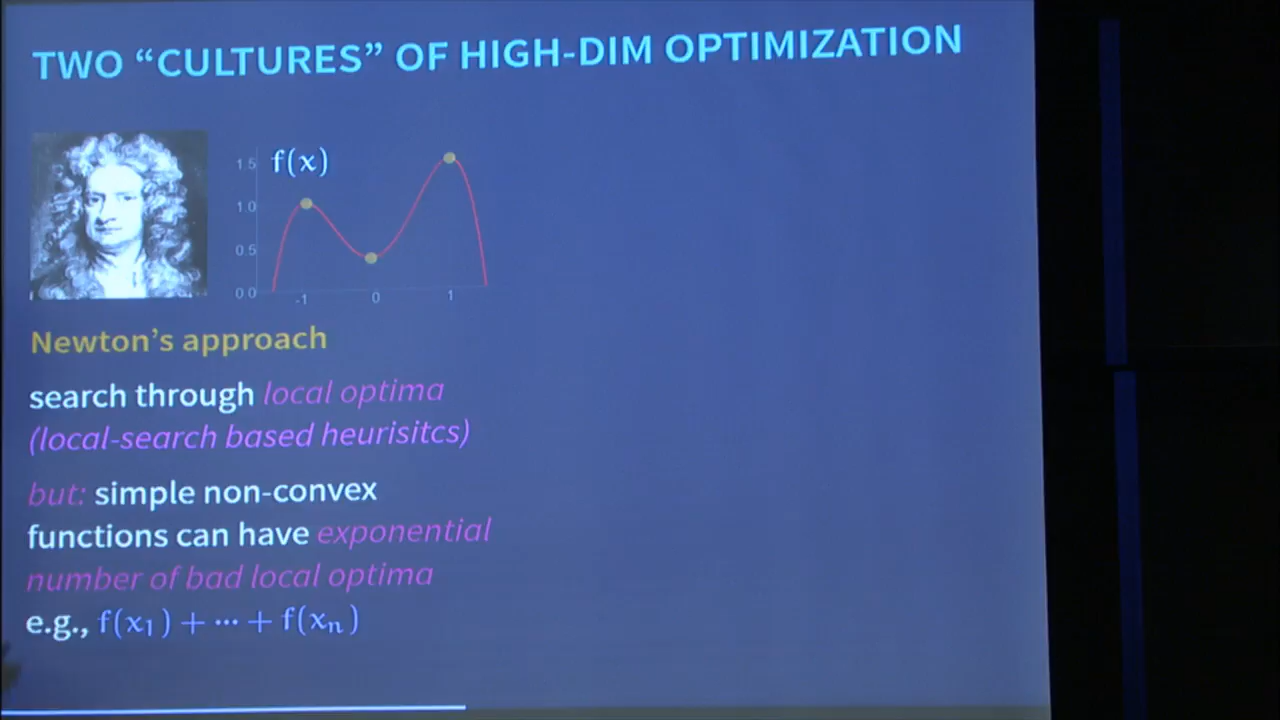 TWO “CULTURES” OF HIGH-DIM OPTIMIZATION
f(x)
1.5
1.0
0.5
0.0
-1 0 1
Newton’s approach
search through local optima
(local-search based heurisitcs)
but: simple non-convex
functions can have exponential
number of bad local optima
e.g., f(x₁) + ··· + f(xₙ)